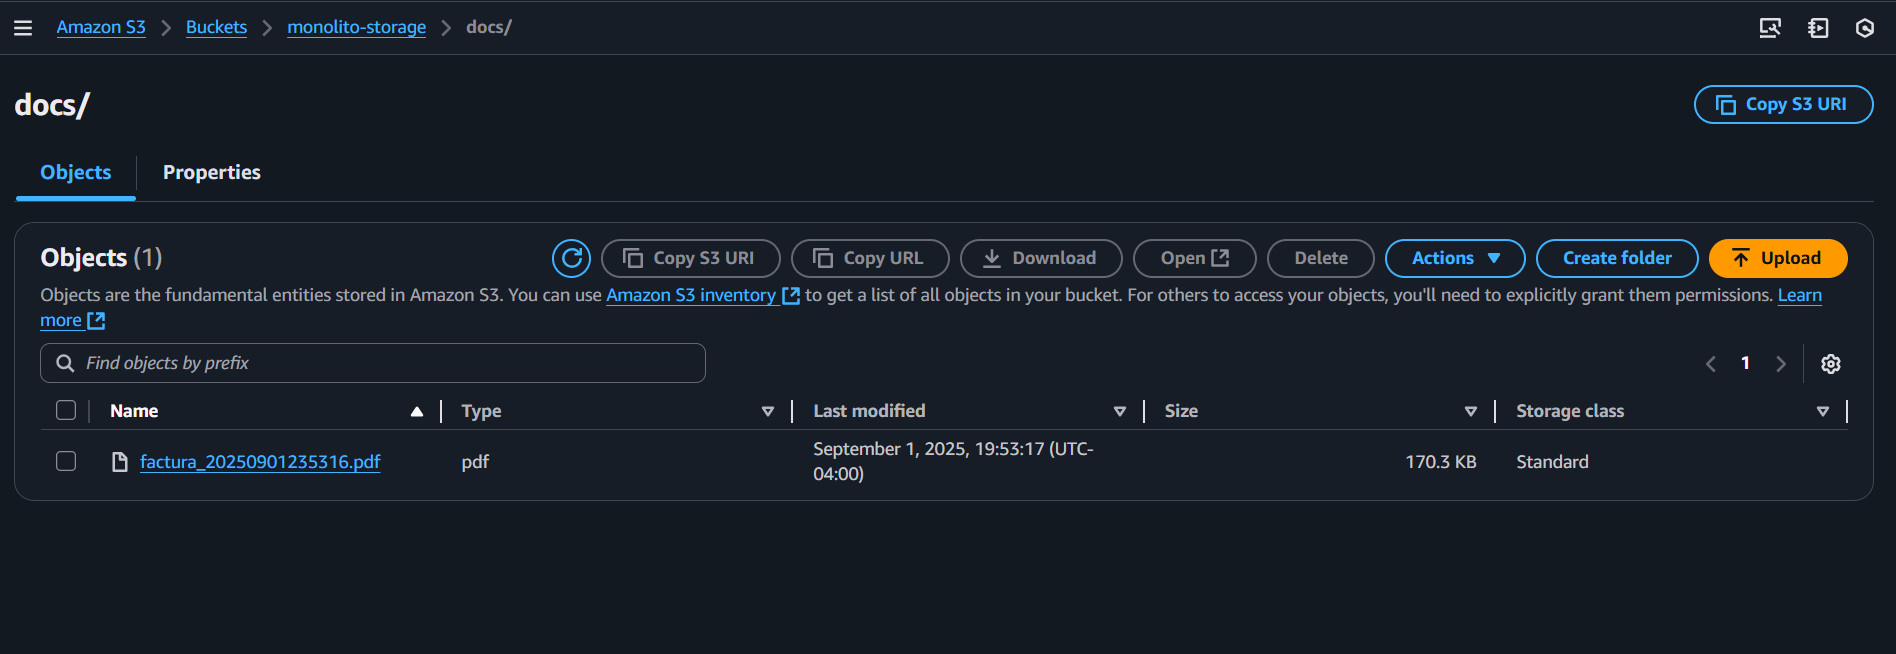 Amazon S3 > Buckets > monolito-storage > docs/
docs/
Copy S3 URI
Objects Properties
Objects (1)
Copy S3 URI Copy URL Download Open Delete Actions Create folder Upload
Objects are the fundamental entities stored in Amazon S3. You can use Amazon S3 inventory to get a list of all objects in your bucket. For others to access your objects, you'll need to explicitly grant them permissions. Learn
more
Find objects by prefix
1
Name Type Last modified Size Storage class
factura_20250901235316.pdf pdf September 1, 2025, 19:53:17 (UTC-
04:00) 170.3 KB Standard